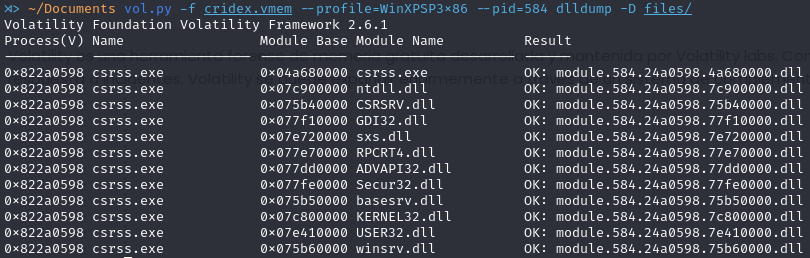 ~/Documents vol.py -f cridex.vmem --profile=WinXPSP3×86 --pid=584 dlldump -D files/
Volatility Foundation Volatility Framework 2.6.1
Process(V) Name Module Base Module Name Result
0×822a0598 csrss.exe 0×04a680000 csrss.exe OK: module.584.24a0598.4a680000.dll
0×822a0598 csrss.exe 0×07c900000 ntdll.dll OK: module.584.24a0598.7c900000.dll
0×822a0598 csrss.exe 0×075b40000 CSRSRV.dll OK: module.584.24a0598.75b40000.dll
0×822a0598 csrss.exe 0×077f10000 GDI32.dll OK: module.584.24a0598.77f10000.dll
0×822a0598 csrss.exe 0×07e720000 sxs.dll OK: module.584.24a0598.7e720000.dll
0×822a0598 csrss.exe 0×077e70000 RPCRT4.dll OK: module.584.24a0598.77e70000.dll
0×822a0598 csrss.exe 0×077dd0000 ADVAPI32.dll OK: module.584.24a0598.77dd0000.dll
0×822a0598 csrss.exe 0×077fe0000 Secur32.dll OK: module.584.24a0598.77fe0000.dll
0×822a0598 csrss.exe 0×075b50000 basesrv.dll OK: module.584.24a0598.75b50000.dll
0×822a0598 csrss.exe 0×07c800000 KERNEL32.dll OK: module.584.24a0598.7c800000.dll
0×822a0598 csrss.exe 0×07e410000 USER32.dll OK: module.584.24a0598.7e410000.dll
0×822a0598 csrss.exe 0×075b60000 winsrv.dll OK: module.584.24a0598.75b60000.dll